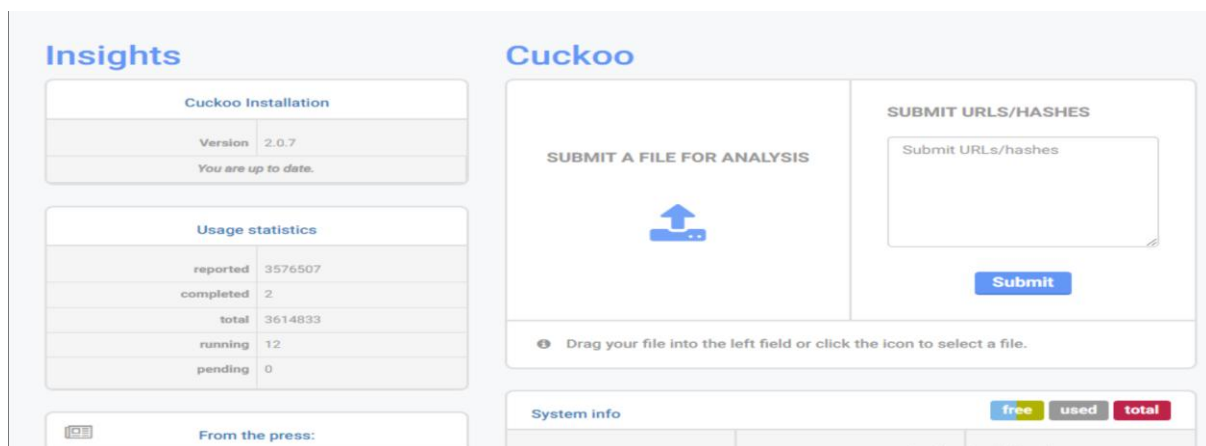 Insights
Cuckoo Installation
Version 2.0.7
You are up to date.
Usage statistics
reported 3576507
completed 2
total 3614833
running 12
pending 0
From the press:
Cuckoo
SUBMIT A FILE FOR ANALYSIS
SUBMIT URLS/HASHES
Submit URLs/hashes
Submit
Drag your file into the left field or click the icon to select a file.
System info
free used total